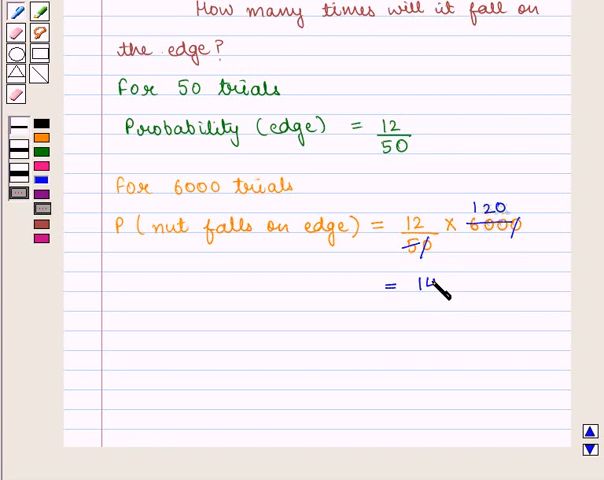 How many times will it fall on
the edge?
For 50 trials
Probability (edge) = 12/50
For 6000 trials
120
P (nut falls on edge) = 12/50 × 6000
= 14